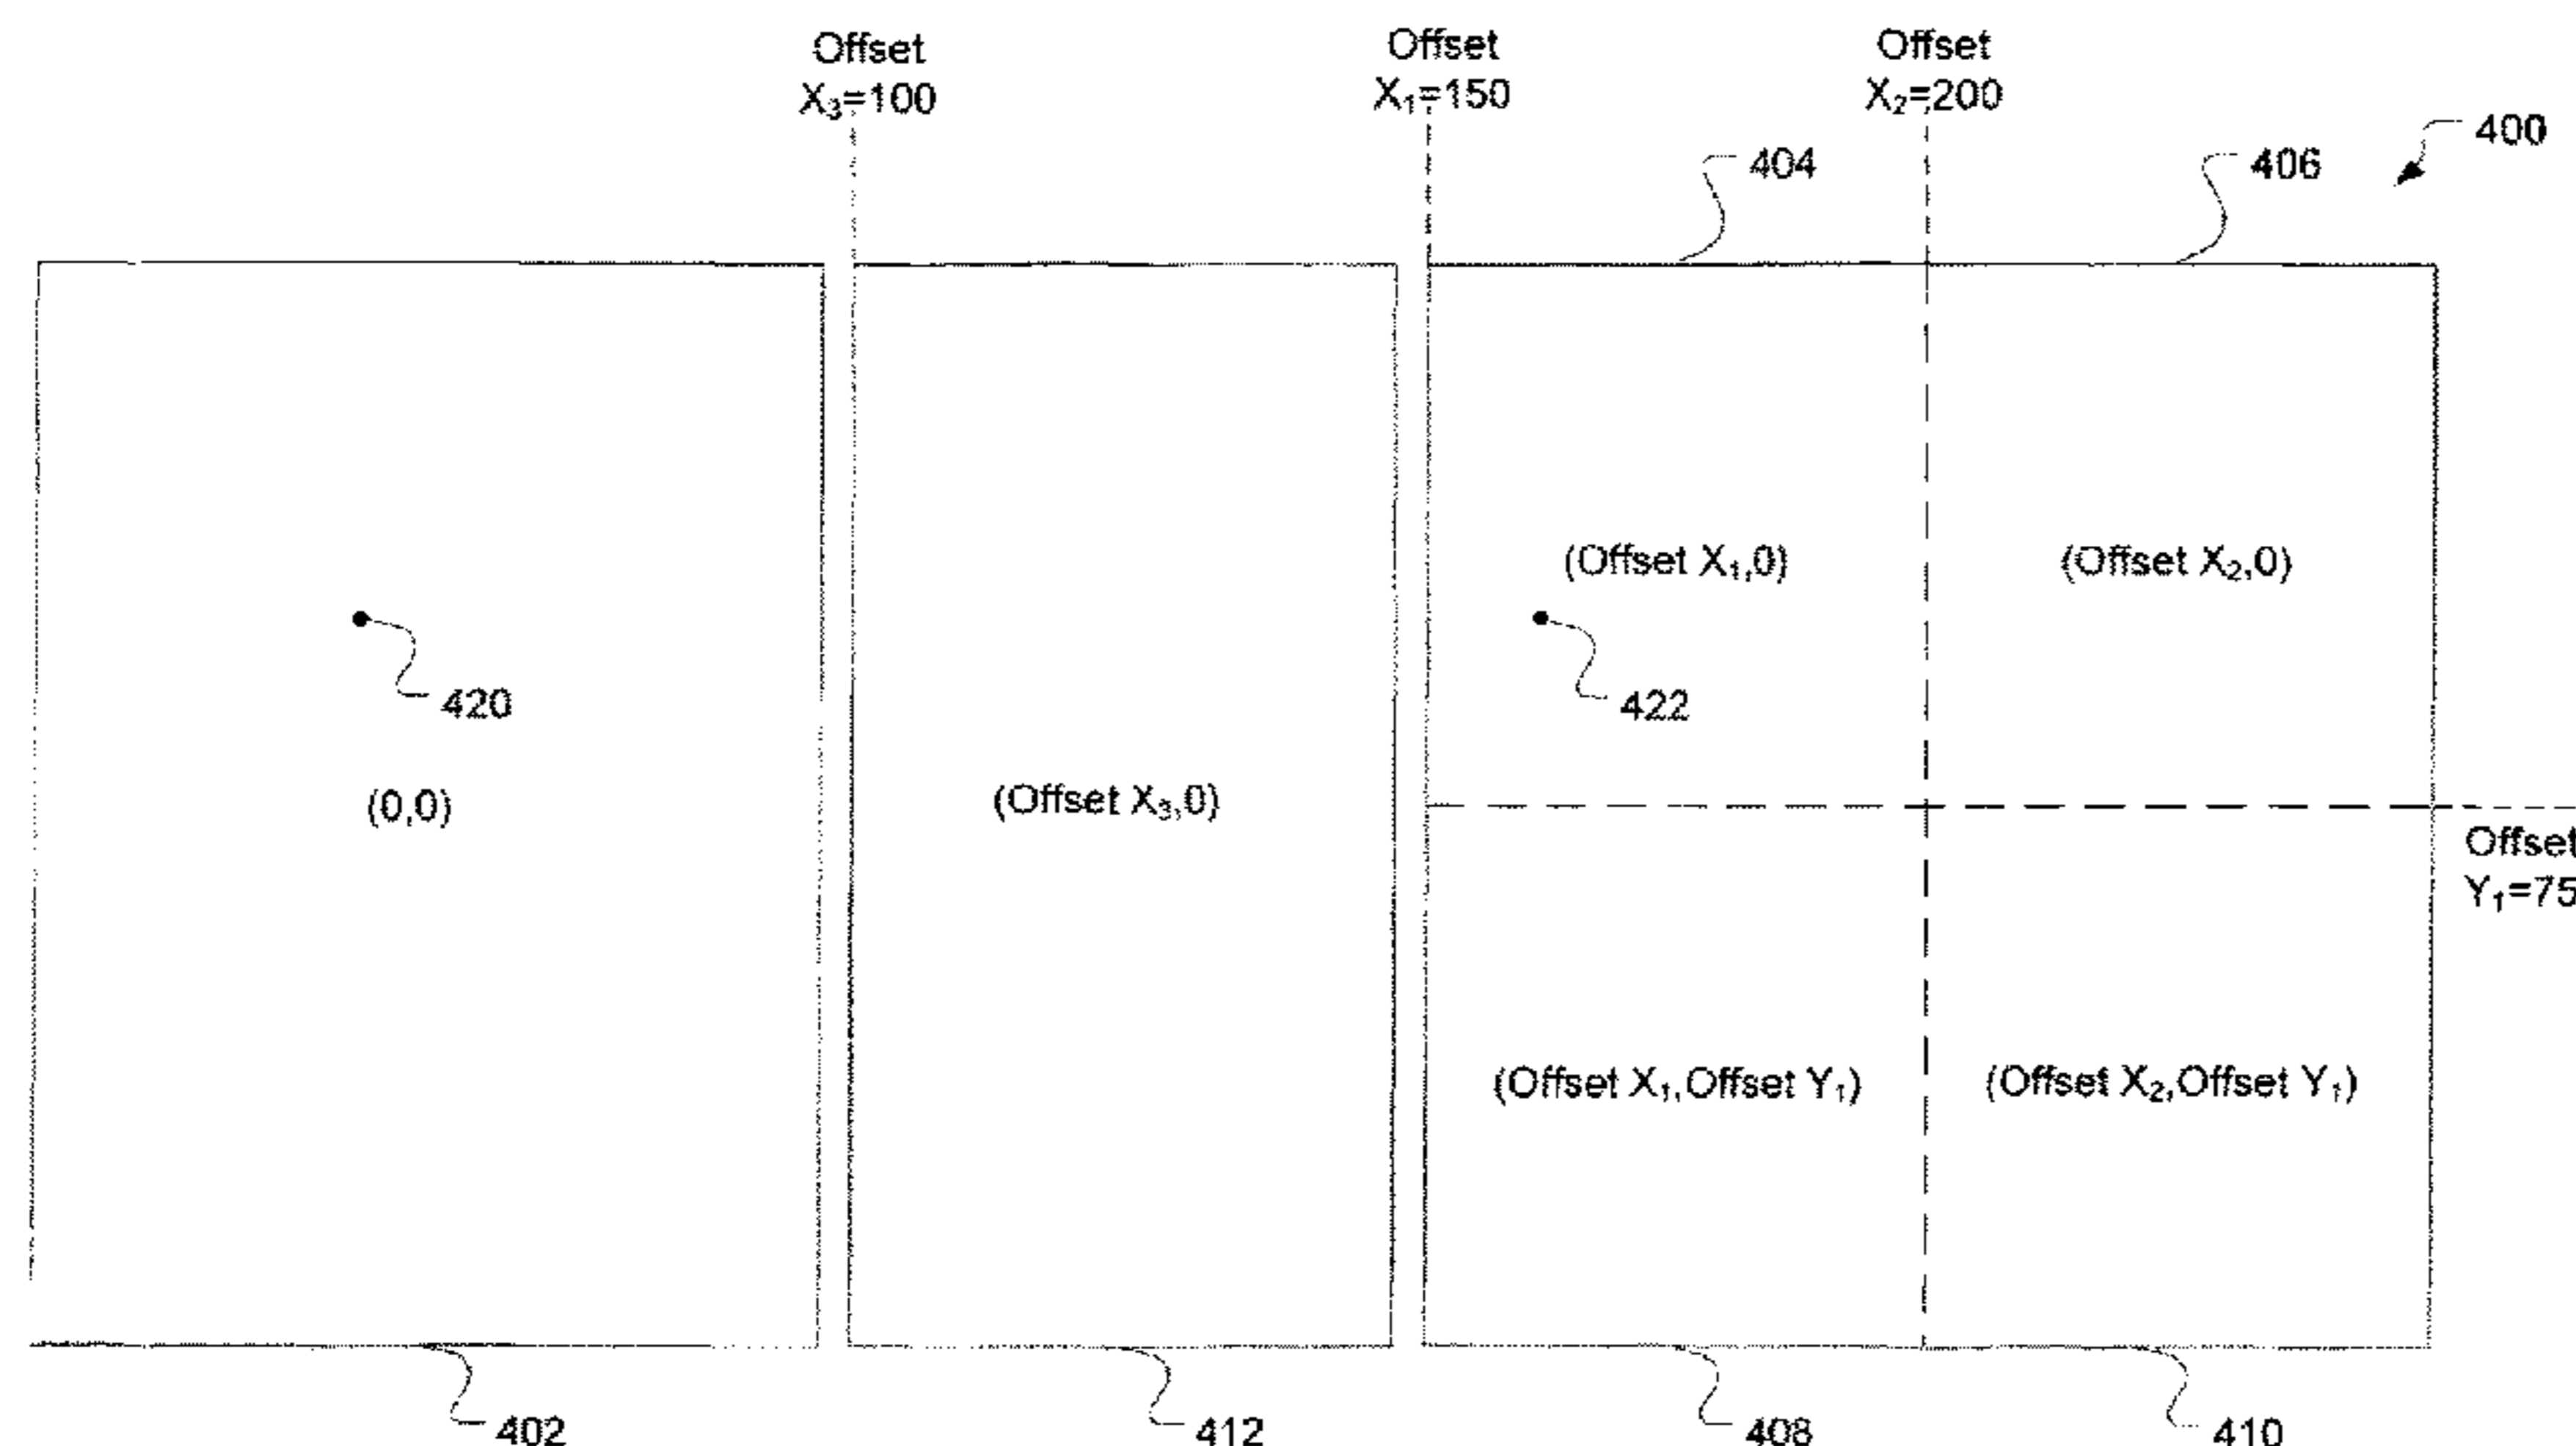 Offset
X₃=100
Offset
X₁=150
Offset
X₂=200
400
404
406
(Offset X₁,0)
(Offset X₂,0)
420
422
(0,0)
(Offset X₃,0)
Offset
Y₁=75
(Offset X₁,Offset Y₁)
(Offset X₂,Offset Y₁)
402
412
408
410